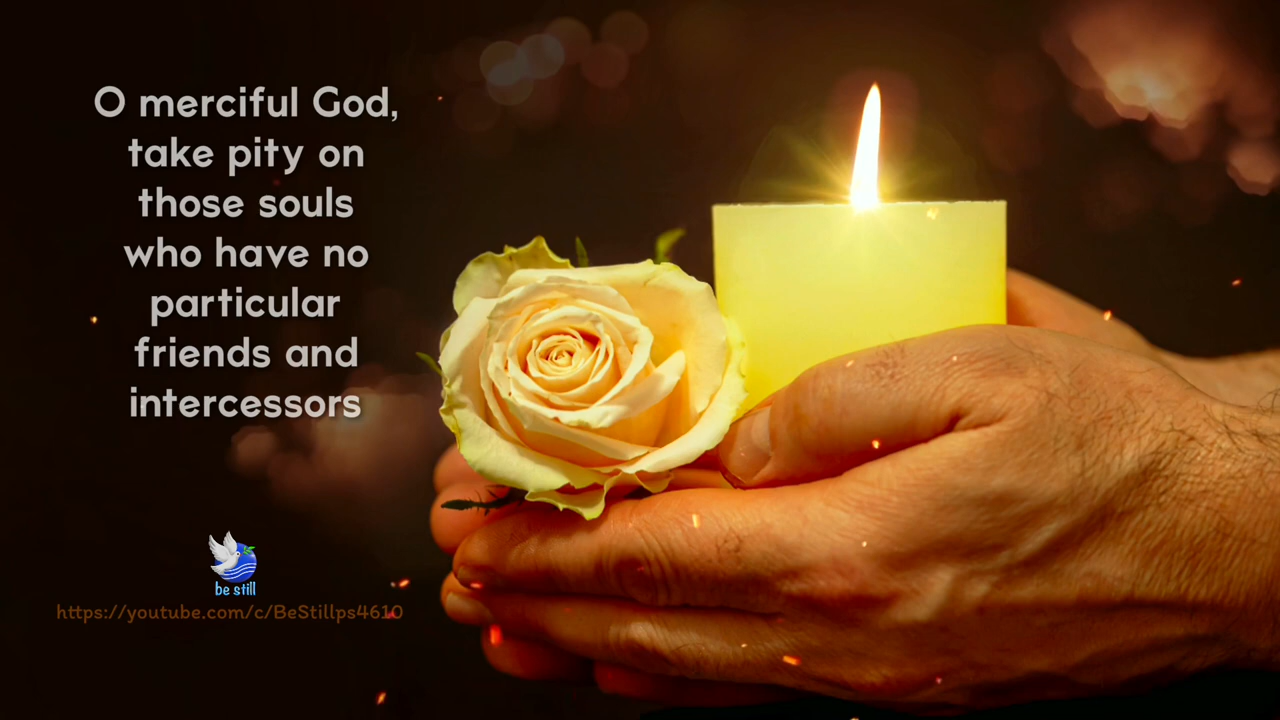 O merciful God,
take pity on
those souls
who have no
particular
friends and
intercessors
be still
https://youtube.com/c/BeStillps4610